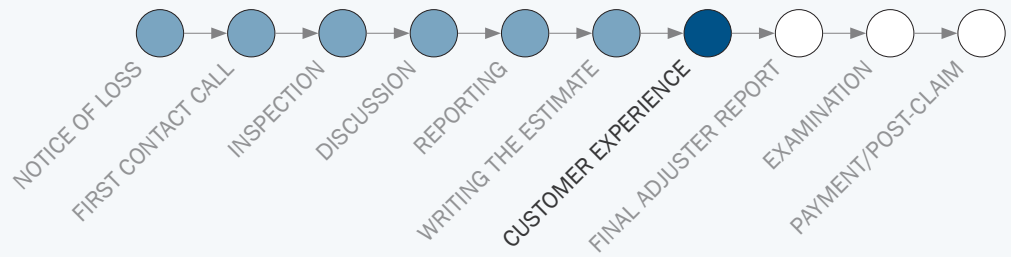 NOTICE OF LOSS
FIRST CONTACT CALL
INSPECTION
DISCUSSION
REPORTING
WRITING THE ESTIMATE
CUSTOMER EXPERIENCE
FINAL ADJUSTER REPORT
EXAMINATION
PAYMENT/POST-CLAIM